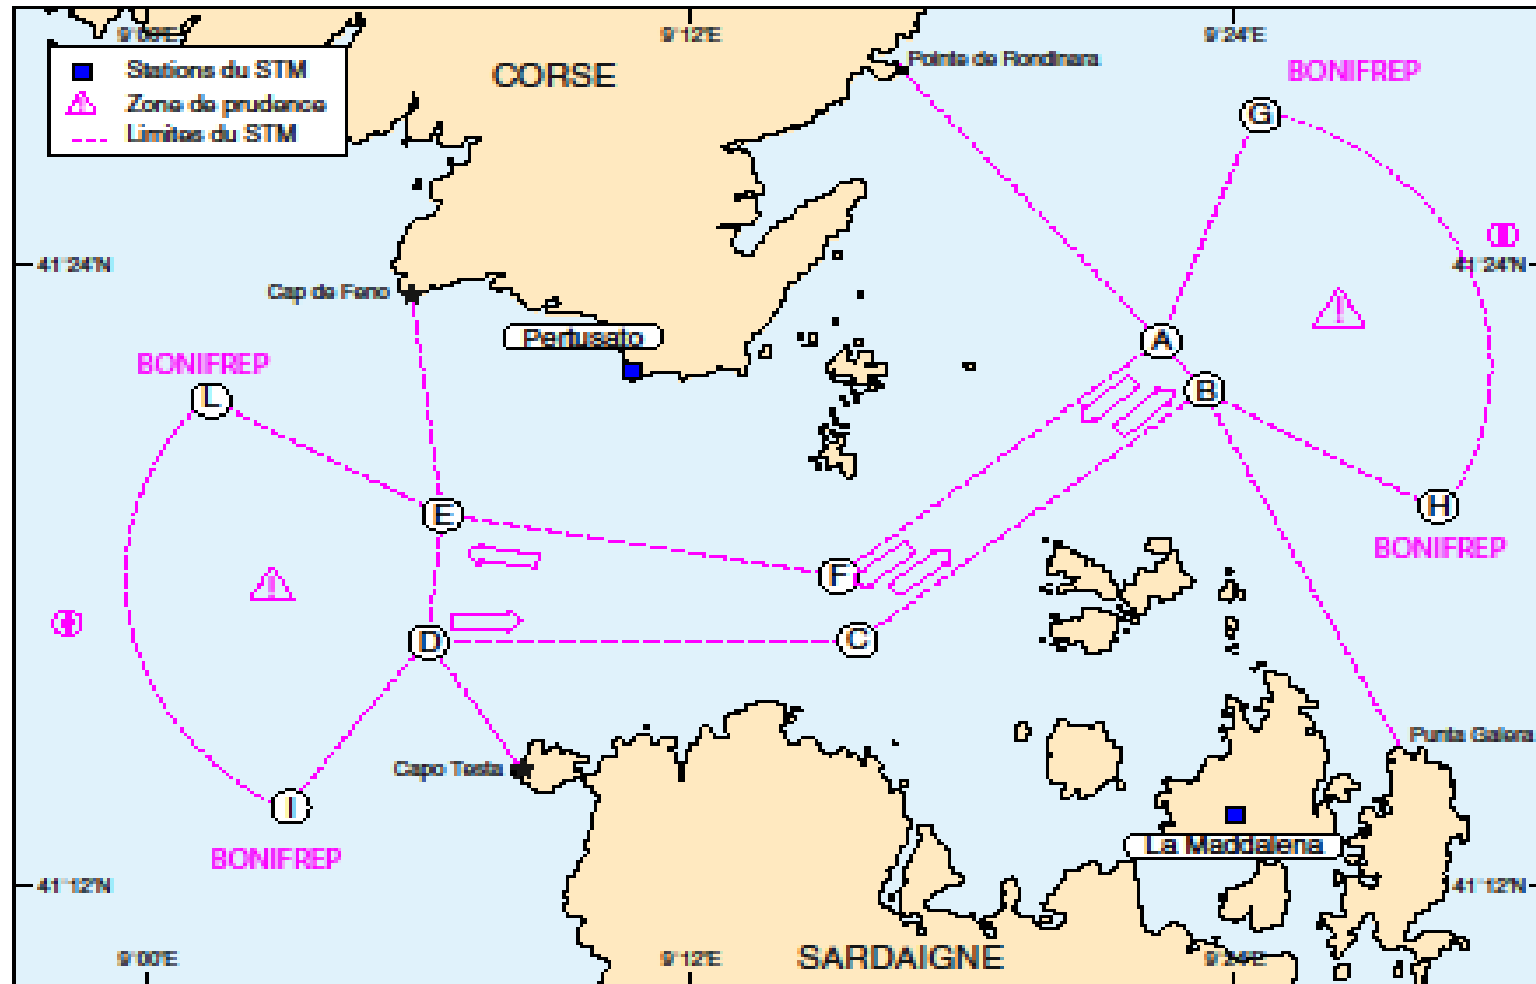 9°00'E
9°12'E
9°24'E
Stations du STM
Zone de prudence
Limites du STM
CORSE
Pointe de Rondinara
BONIFREP
G
41°24'N
41°24'N
Cap de Feno
Pertusato
A
BONIFREP
L
B
E
H
BONIFREP
F
D
C
Punta Galera
Capo Testa
I
La Maddalena
BONIFREP
41°12'N
41°12'N
9°00'E
9°12'E
SARDAIGNE
9°24'E